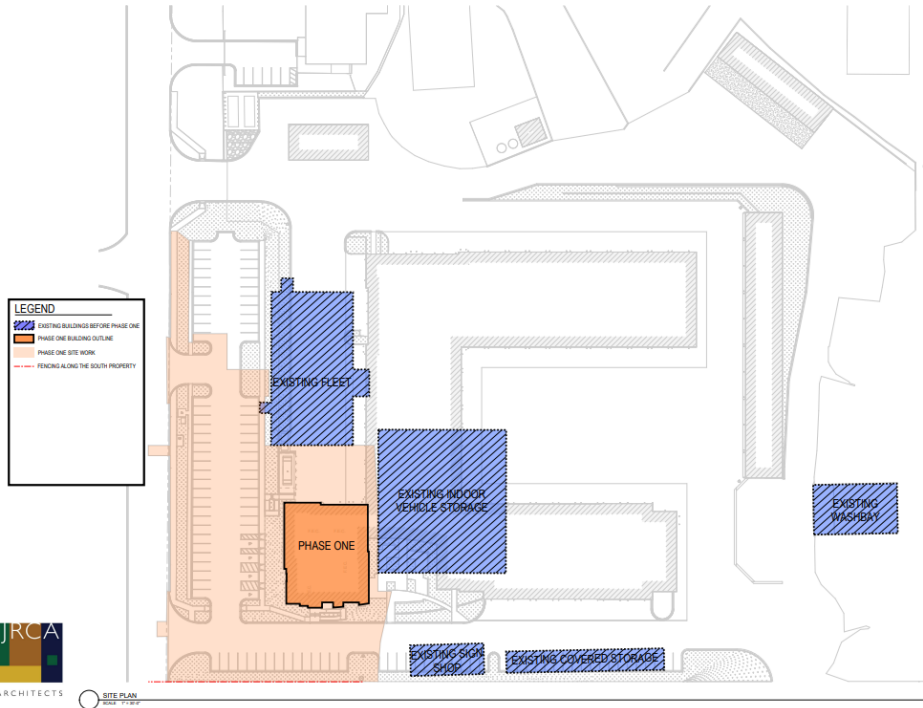 LEGEND
EXISTING BUILDINGS BEFORE PHASE ONE
PHASE ONE BUILDING OUTLINE
PHASE ONE SITE WORK
FENCING ALONG THE SOUTH PROPERTY
EXISTING FLEET
EXISTING INDOOR
VEHICLE STORAGE
EXISTING
WASHBAY
PHASE ONE
EXISTING SIGN
SHOP
EXISTING COVERED STORAGE
JRCA
ARCHITECTS
SITE PLAN
SCALE